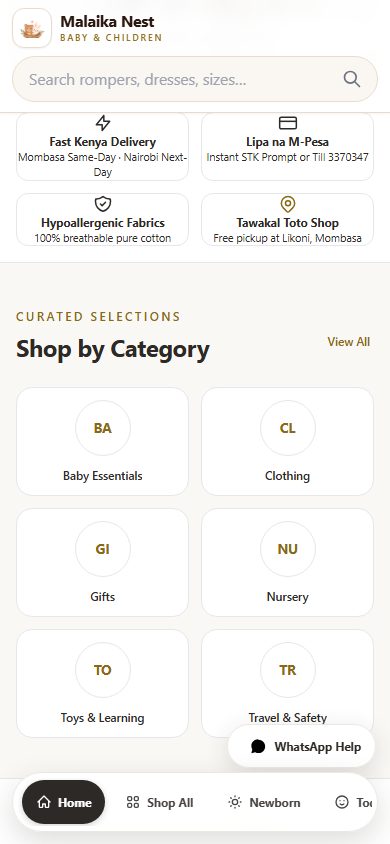 Malaika Nest
BABY & CHILDREN
Search rompers, dresses, sizes...
Fast Kenya Delivery
Mombasa Same-Day · Nairobi Next-
Day
Lipa na M-Pesa
Instant STK Prompt or Till 3370347
Hypoallergenic Fabrics
100% breathable pure cotton
Tawakal Toto Shop
Free pickup at Likoni, Mombasa
CURATED SELECTIONS
Shop by Category
View All
BA
Baby Essentials
CL
Clothing
GI
Gifts
NU
Nursery
TO
Toys & Learning
TR
Travel & Safety
WhatsApp Help
Home
Shop All
Newborn